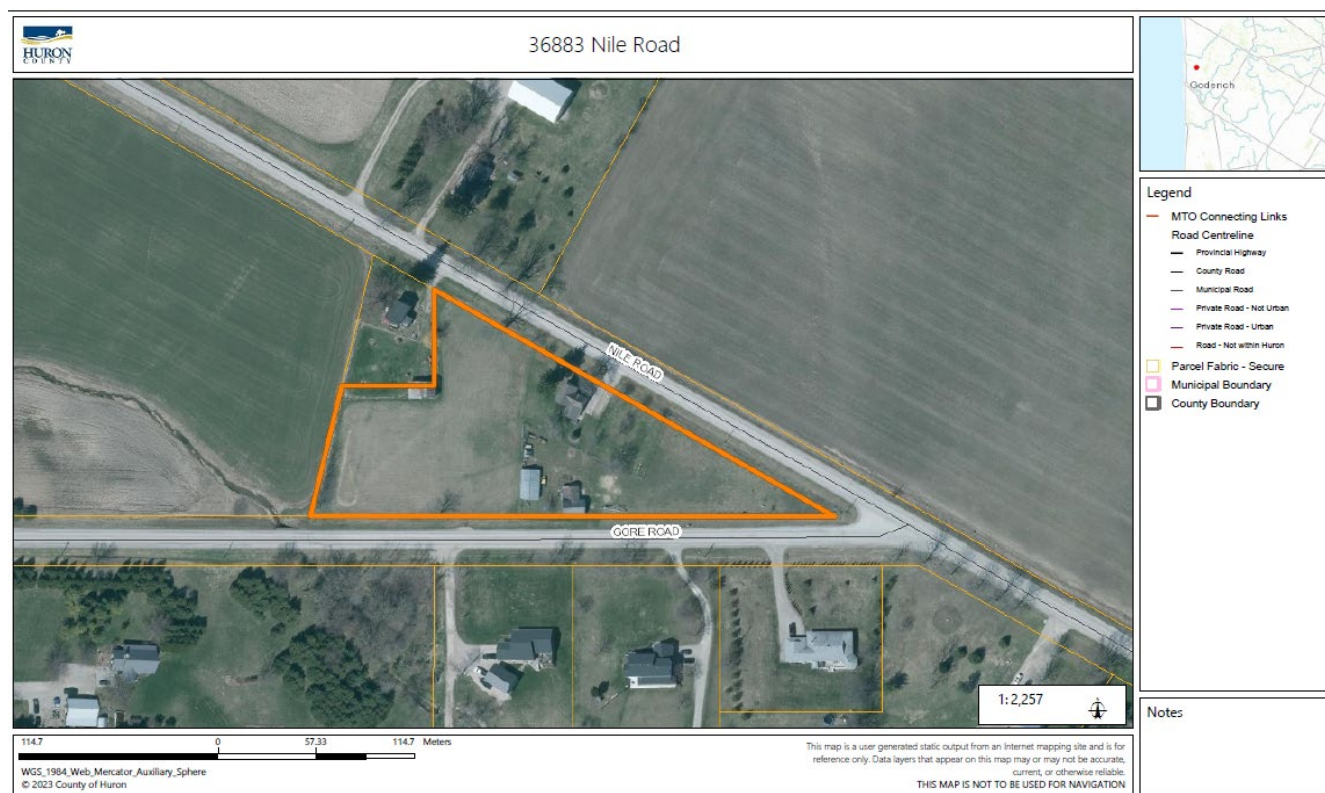 HURON
COUNTY
36883 Nile Road
Goderich
NILE ROAD
GORE ROAD
1: 2,257
Legend
MTO Connecting Links
Road Centreline
Provincial Highway
County Road
Municipal Road
Private Road - Not Urban
Private Road - Urban
Road - Not within Huron
Parcel Fabric - Secure
Municipal Boundary
County Boundary
Notes
114.7 0 57.33 114.7 Meters
WGS_1984_Web_Mercator_Auxiliary_Sphere
© 2023 County of Huron
This map is a user generated static output from an Internet mapping site and is for
reference only. Data layers that appear on this map may or may not be accurate,
current, or otherwise reliable.
THIS MAP IS NOT TO BE USED FOR NAVIGATION